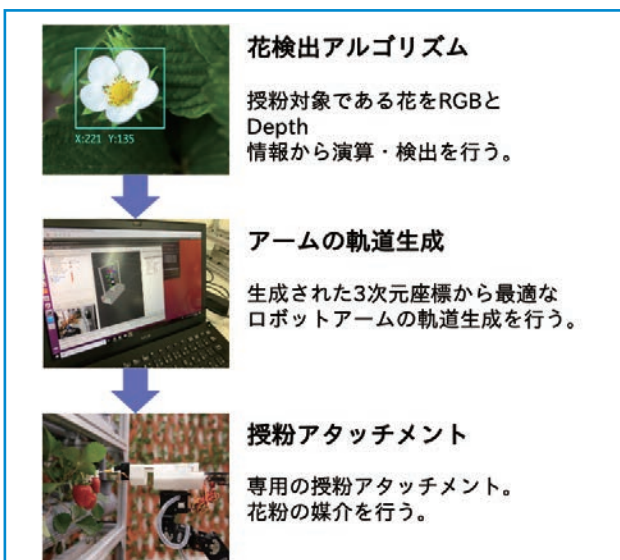 花検出アルゴリズム
授粉対象である花をRGBと
Depth
情報から演算・検出を行う。
X:221 Y:135
アームの軌道生成
生成された3次元座標から最適な
ロボットアームの軌道生成を行う。
授粉アタッチメント
専用の授粉アタッチメント。
花粉の媒介を行う。